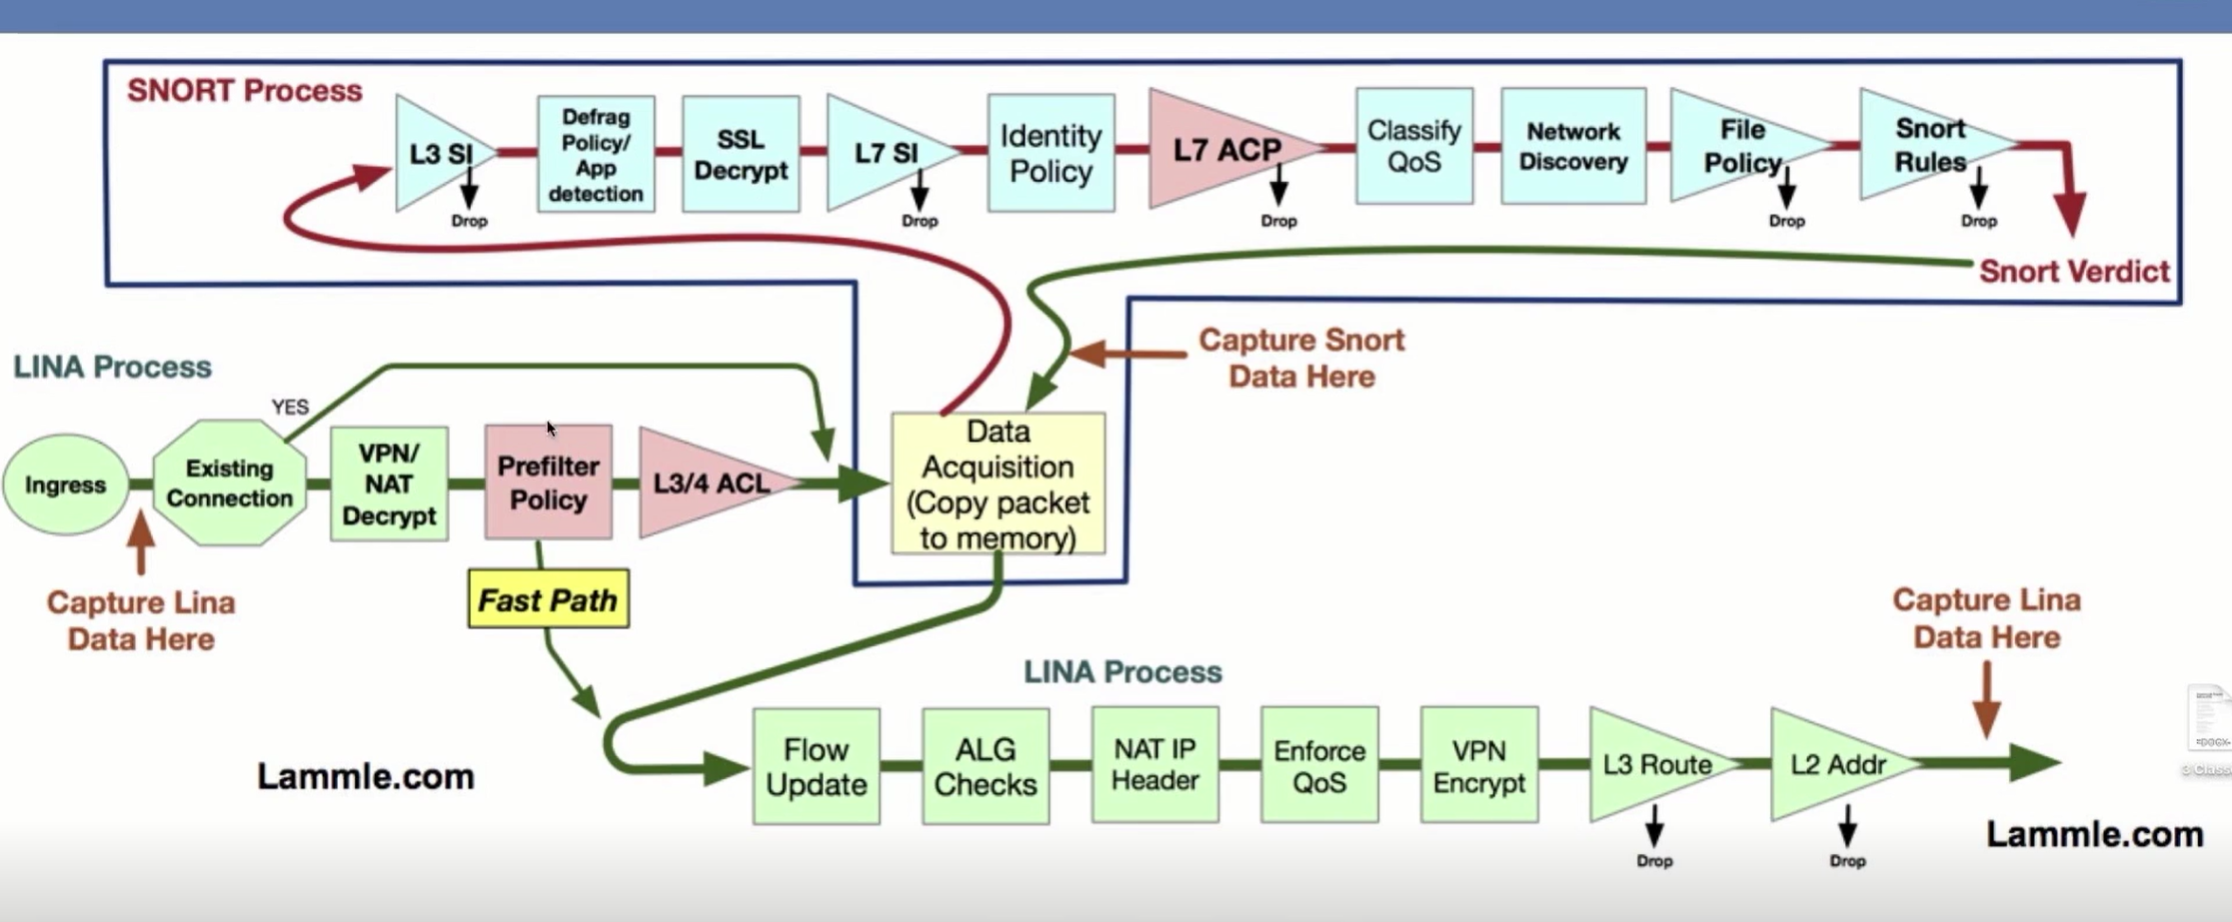 SNORT Process
L3 SI
Drop
Defrag
Policy/
App
detection
SSL
Decrypt
L7 SI
Drop
Identity
Policy
L7 ACP
Drop
Classify
QoS
Network
Discovery
File
Policy
Drop
Snort
Rules
Drop
Snort Verdict
Capture Snort
Data Here
LINA Process
YES
Ingress
Existing
Connection
VPN/
NAT
Decrypt
Prefilter
Policy
L3/4 ACL
Data
Acquisition
(Copy packet
to memory)
Capture Lina
Data Here
Fast Path
Capture Lina
Data Here
LINA Process
Flow
Update
ALG
Checks
NAT IP
Header
Enforce
QoS
VPN
Encrypt
L3 Route
Drop
L2 Addr
Drop
Lammle.com
Lammle.com